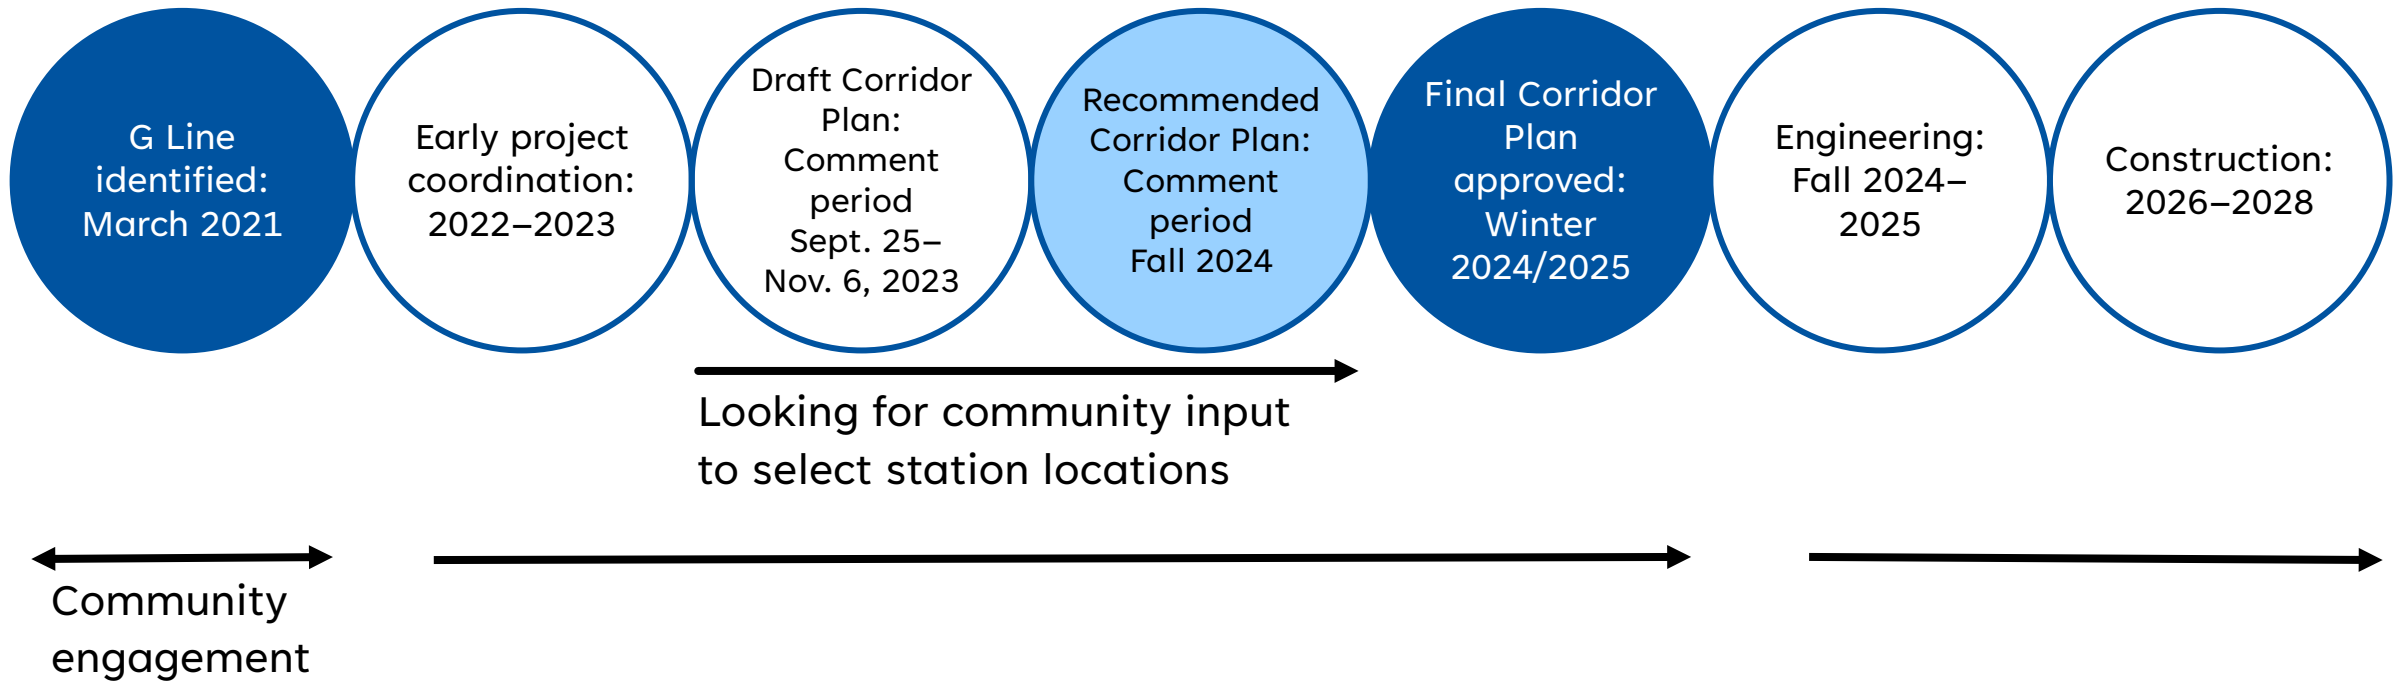 G Line
identified:
March 2021
Early project
coordination:
2022–2023
Draft Corridor
Plan:
Comment
period
Sept. 25–
Nov. 6, 2023
Recommended
Corridor Plan:
Comment
period
Fall 2024
Final Corridor
Plan
approved:
Winter
2024/2025
Engineering:
Fall 2024–
2025
Construction:
2026–2028
Looking for community input
to select station locations
Community
engagement